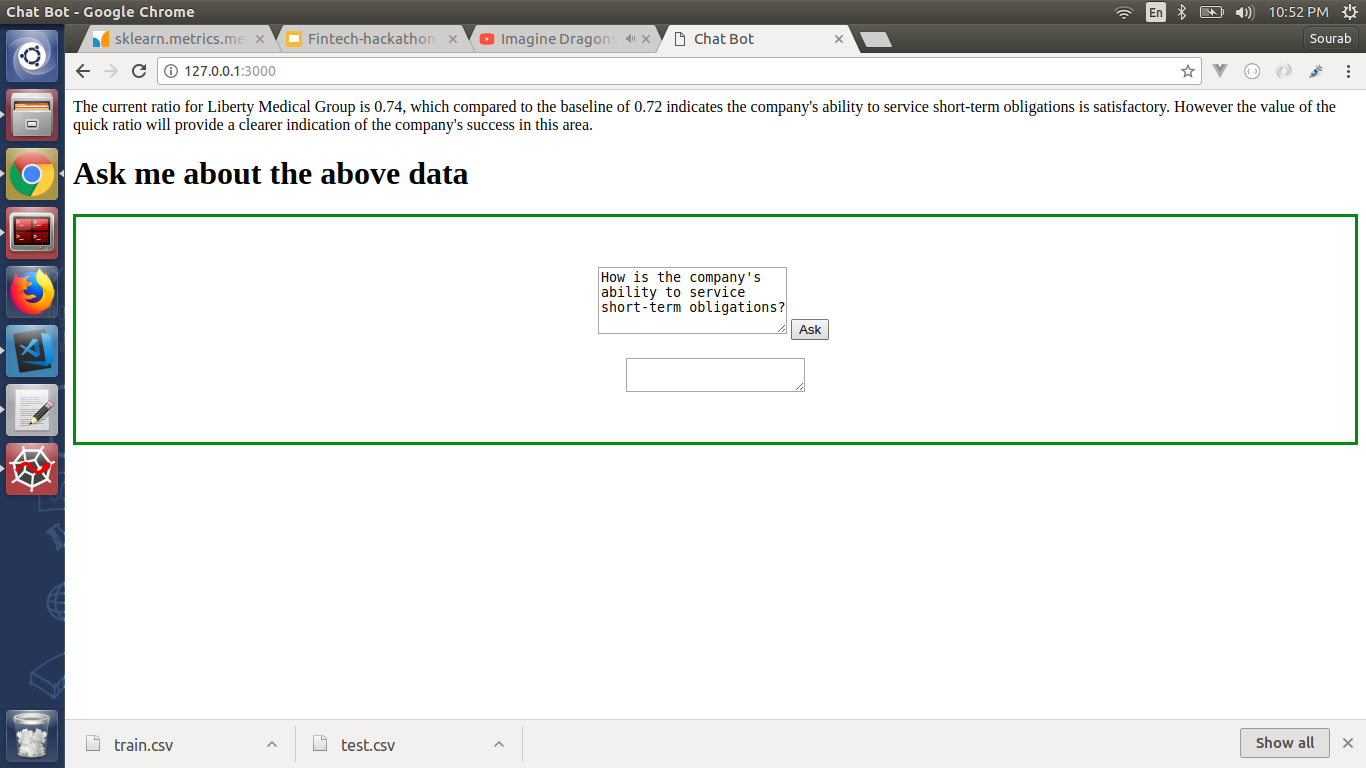 Chat Bot - Google Chrome
En
10:52 PM
sklearn.metrics.me
Fintech-hackathon-
Imagine Dragons
Chat Bot
Sourab
127.0.0.1:3000
The current ratio for Liberty Medical Group is 0.74, which compared to the baseline of 0.72 indicates the company's ability to service short-term obligations is satisfactory. However the value of the
quick ratio will provide a clearer indication of the company's success in this area.
Ask me about the above data
How is the company's
ability to service
short-term obligations?
Ask
train.csv
test.csv
Show all